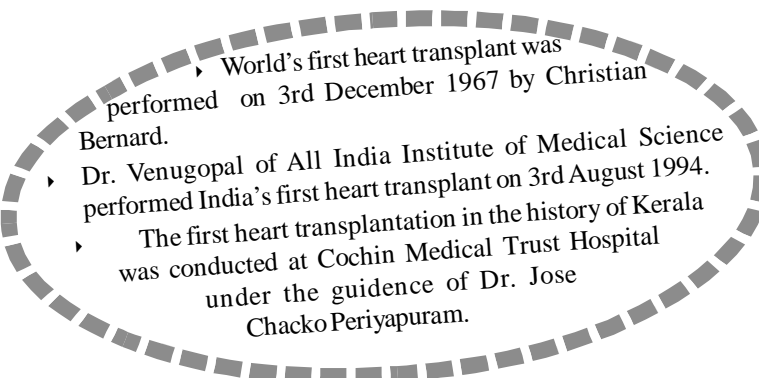 ‣ World's first heart transplant was
performed on 3rd December 1967 by Christian
Bernard.
‣ Dr. Venugopal of All India Institute of Medical Science
performed India's first heart transplant on 3rd August 1994.
‣ The first heart transplantation in the history of Kerala
was conducted at Cochin Medical Trust Hospital
under the guidence of Dr. Jose
Chacko Periyapuram.